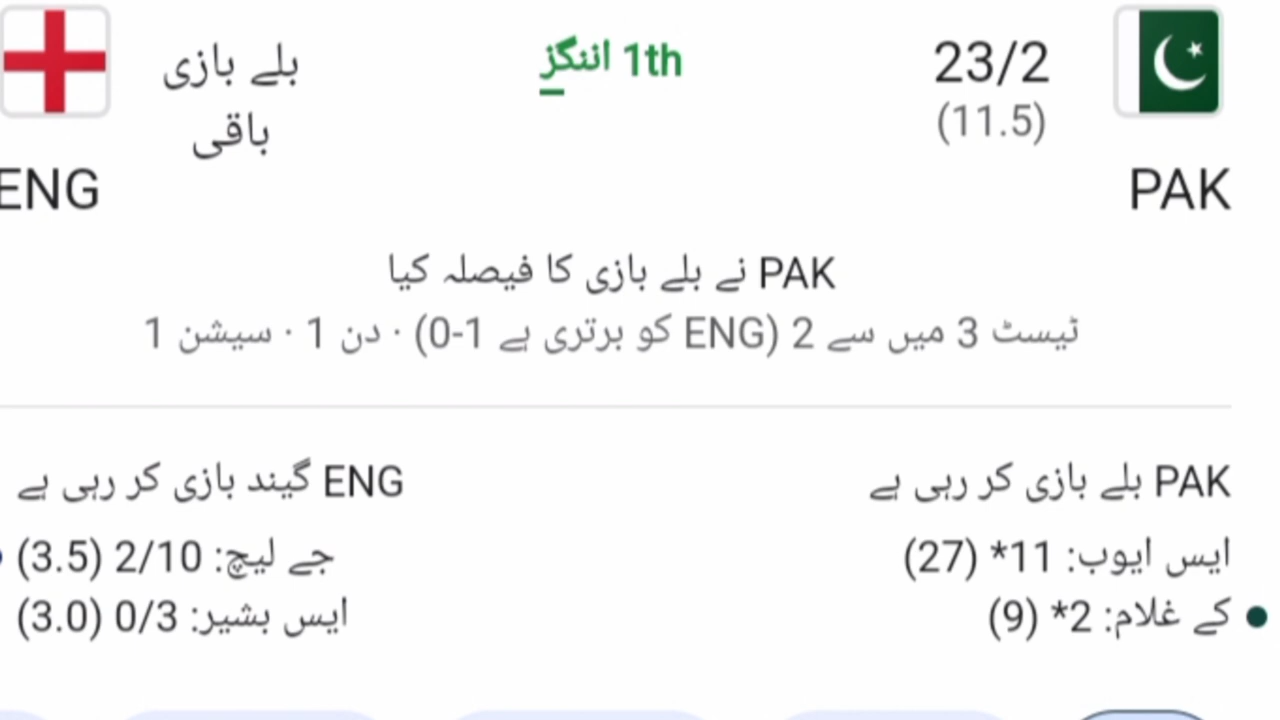 23/2
(11.5)
PAK
1th اننگز
بلے بازی
باقی
ENG
PAK نے بلے بازی کا فیصلہ کیا
ٹیسٹ 3 میں سے 2 (ENG کو برتری ہے 1-0) · دن 1 · سیشن 1
PAK بلے بازی کر رہی ہے
ایس ایوب: 11* (27)
کے غلام: 2* (9)
ENG گیند بازی کر رہی ہے
جے لیچ: 2/10 (3.5)
ایس بشیر: 0/3 (3.0)